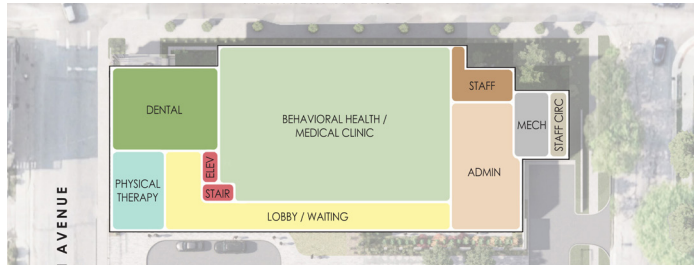 DENTAL
BEHAVIORAL HEALTH /
MEDICAL CLINIC
STAFF
MECH
STAFF CIRC
ELEV
PHYSICAL
THERAPY
STAIR
ADMIN
LOBBY / WAITING
AVENUE